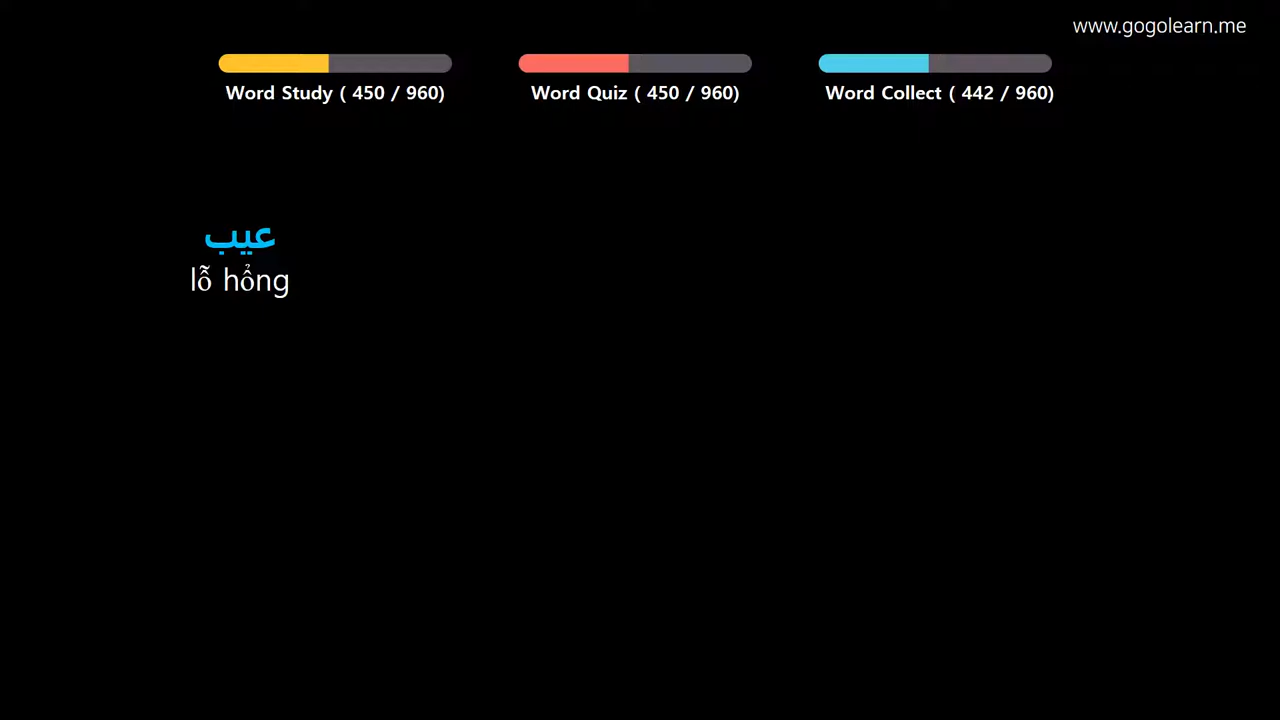 www.gogolearn.me
Word Study ( 450 / 960)
Word Quiz ( 450 / 960)
Word Collect ( 442 / 960)
عيب
lỗ hổng